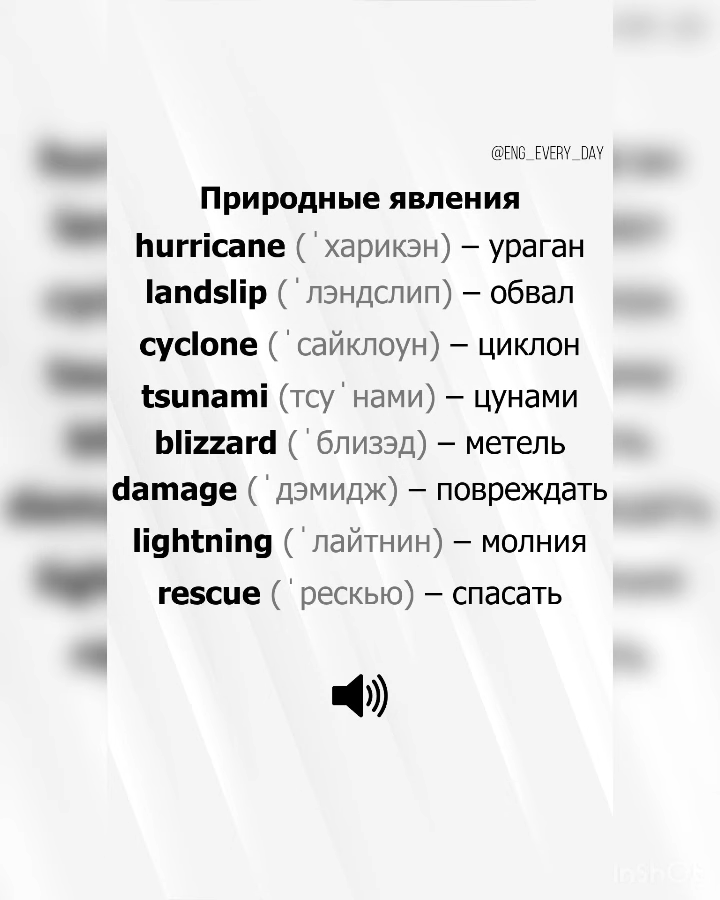 @ENG_EVERY_DAY
Природные явления
hurricane (ˈхарикэн) – ураган
landslip (ˈлэндслип) – обвал
cyclone (ˈсайклоун) – циклон
tsunami (тсуˈнами) – цунами
blizzard (ˈблизэд) – метель
damage (ˈдэмидж) – повреждать
lightning (ˈлайтнин) – молния
rescue (ˈрескью) – спасать